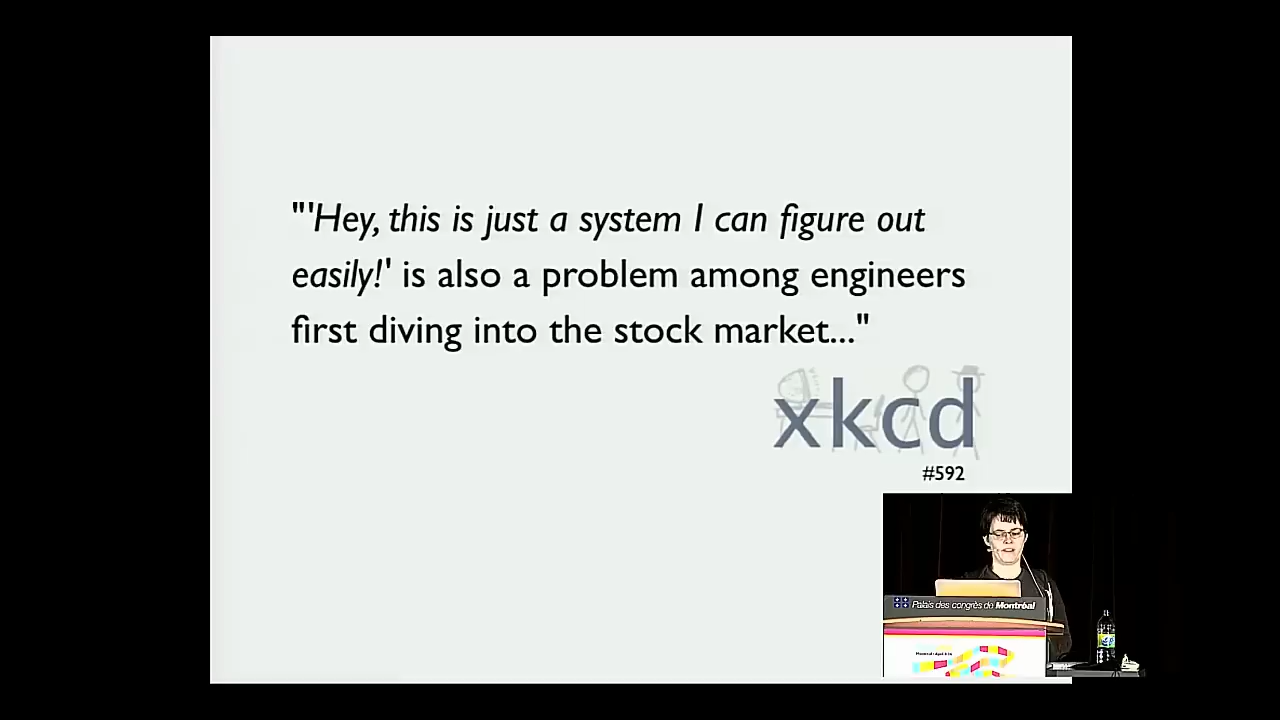 "'Hey, this is just a system I can figure out
easily!' is also a problem among engineers
first diving into the stock market..."
xkcd
#592
Palais des congrès de Montréal